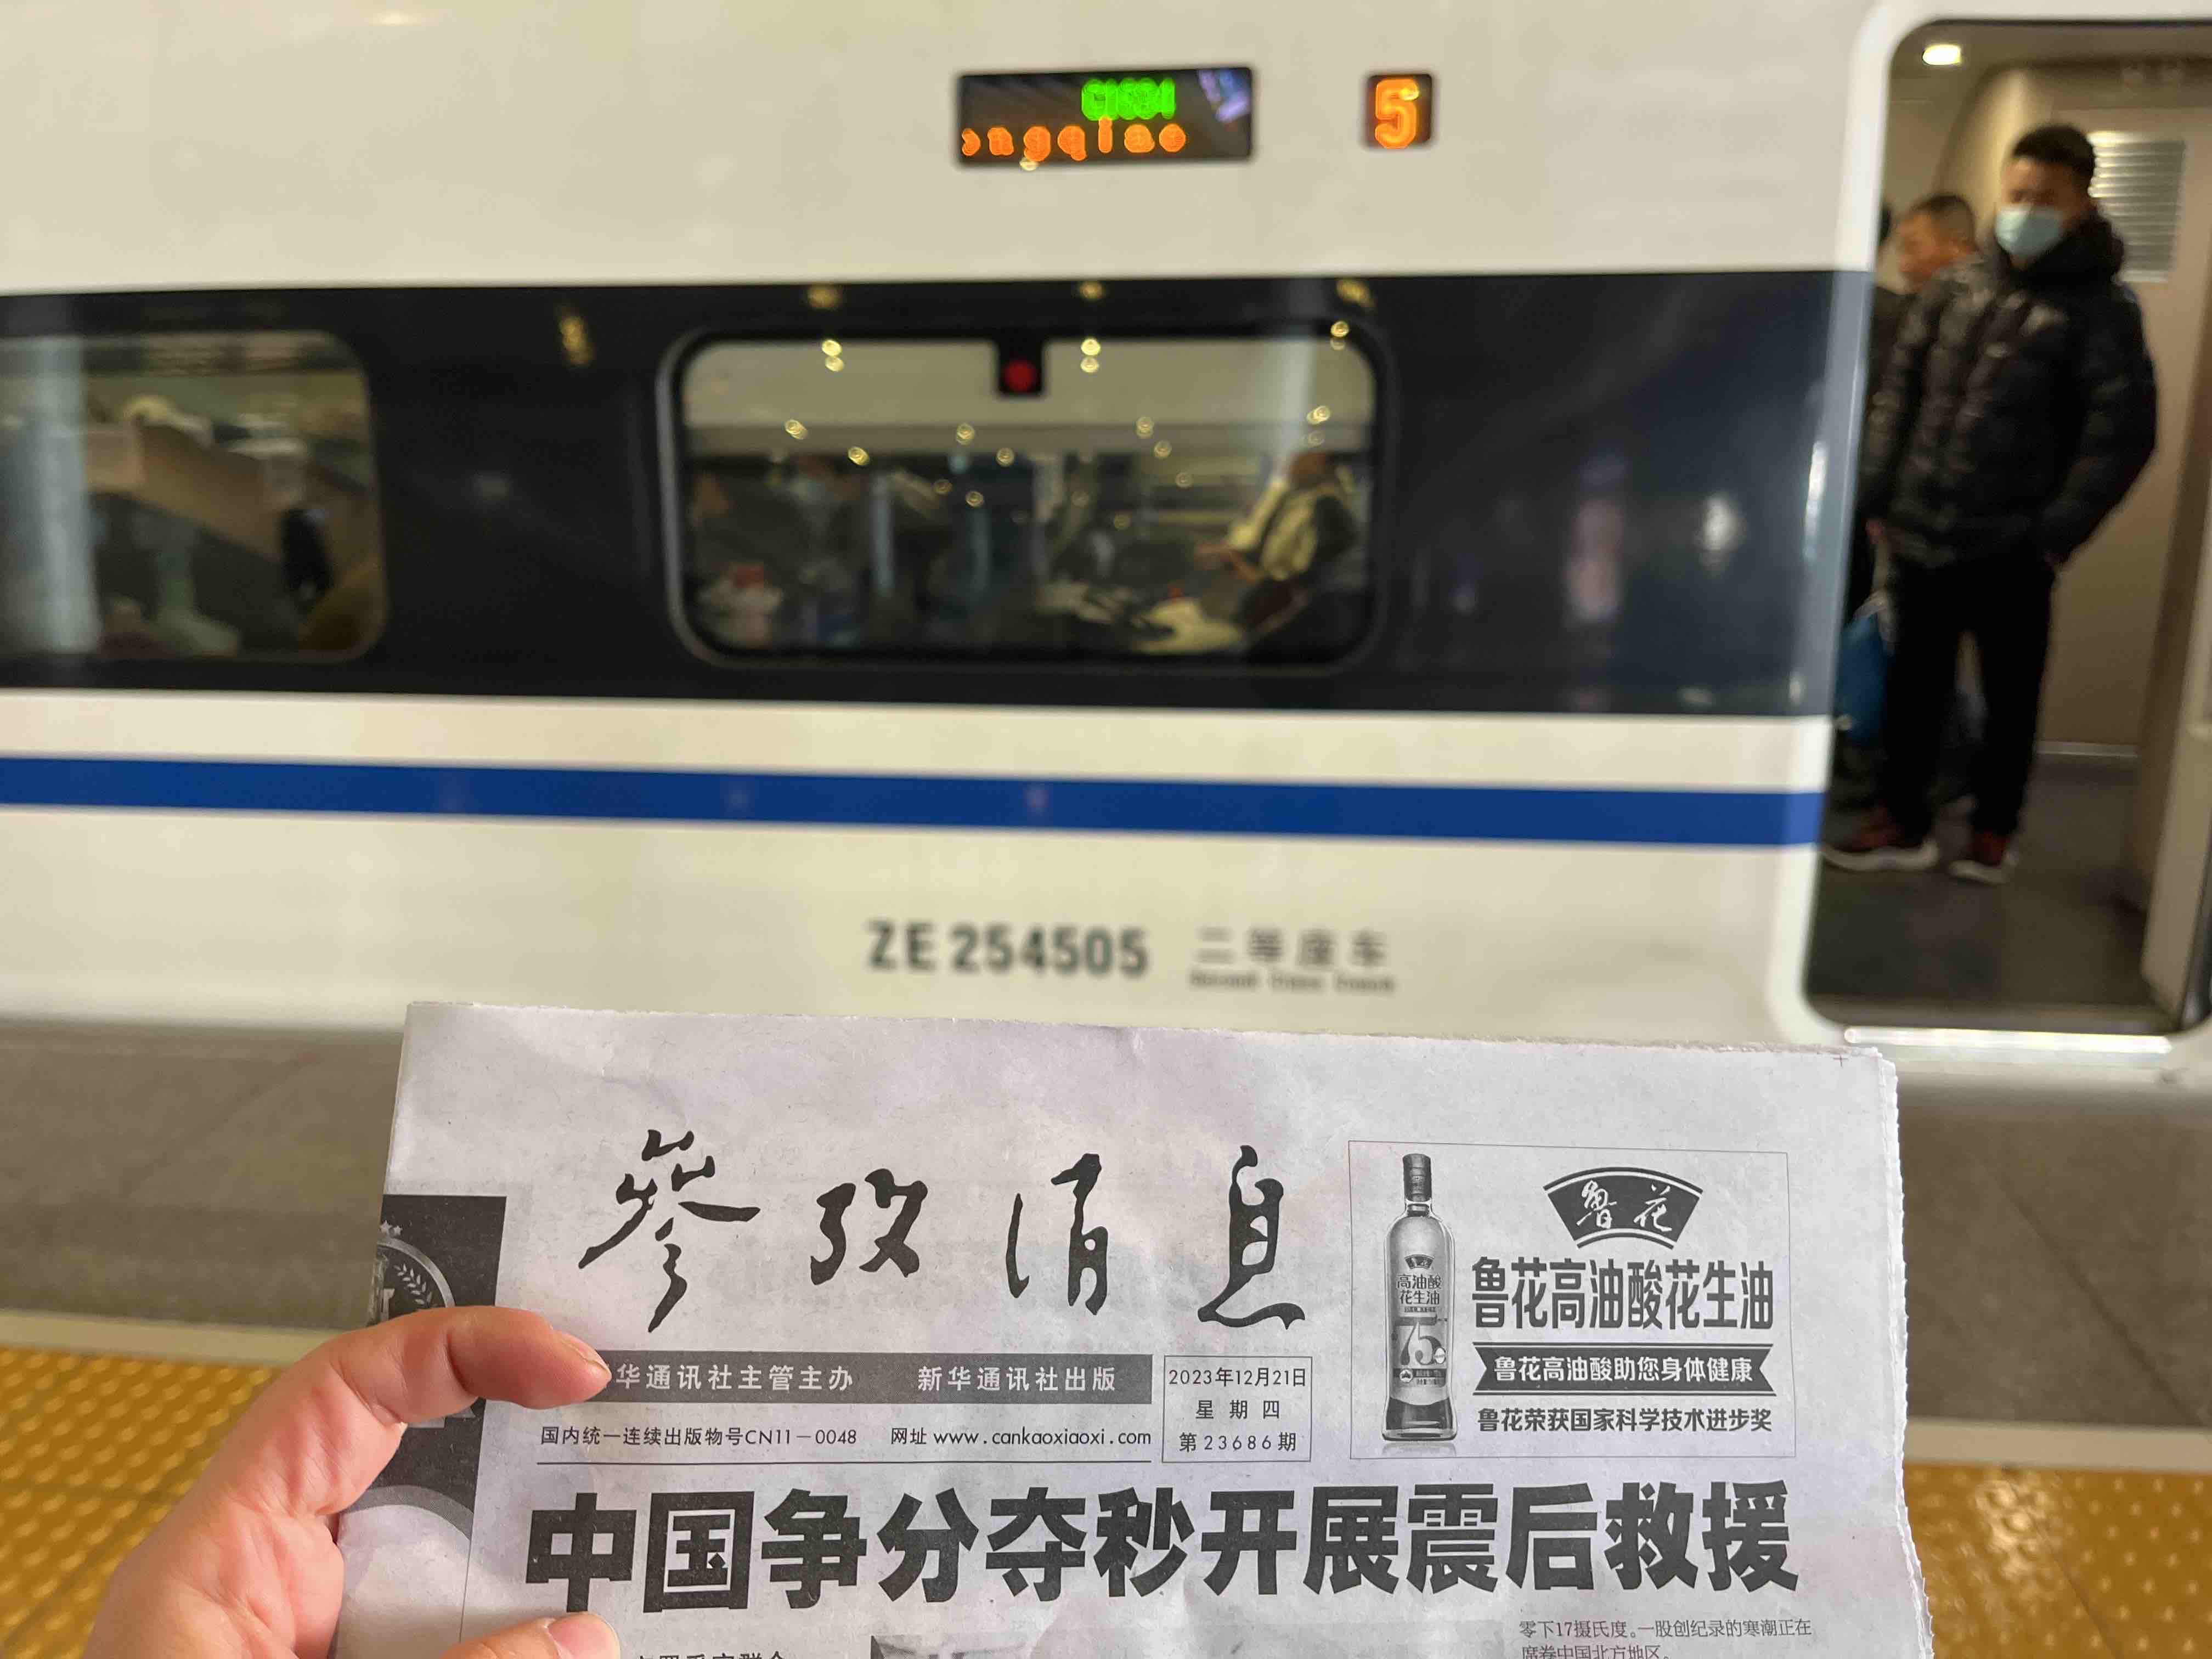 G1634
ongqiao
5
ZE 254505
二等座车
Second Class Coach
参攷消息
鲁花
鲁花高油酸花生油
鲁花高油酸助您身体健康
鲁花荣获国家科学技术进步奖
高油酸
花生油
75
华通讯社主管主办 新华通讯社出版
2023年12月21日
星期四
第23686期
国内统一连续出版物号CN11-0048 网址 www.cankaoxiaoxi.com
中国争分夺秒开展震后救援
零下17摄氏度。一股创纪录的寒潮正在
席卷中国北方地区。